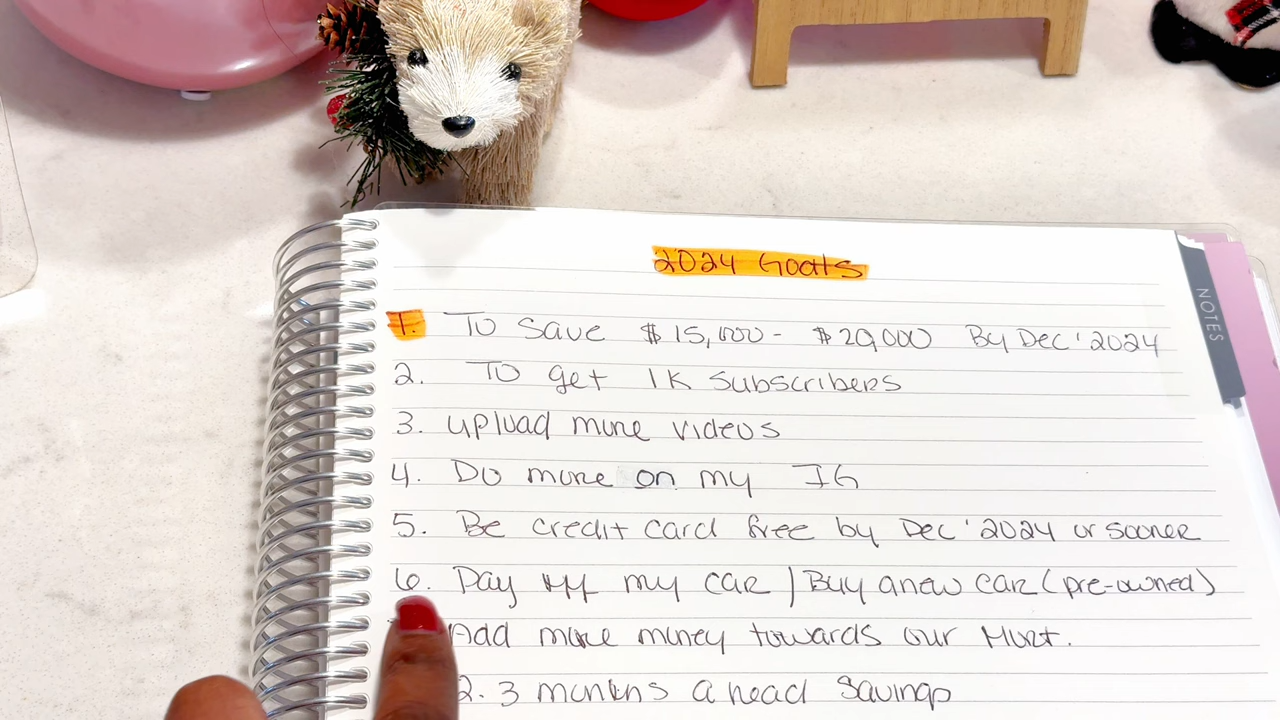 2024 Goals
1. To Save $15,000 - $20,000 By Dec '2024
2. To get 1K Subscribers
3. upload more videos
4. Do more on my IG
5. Be credit card free by Dec '2024 or sooner
6. Pay off my car / Buy a new car (pre-owned)
Add more money towards our Mort.
2. 3 months ahead Savings
NOTES